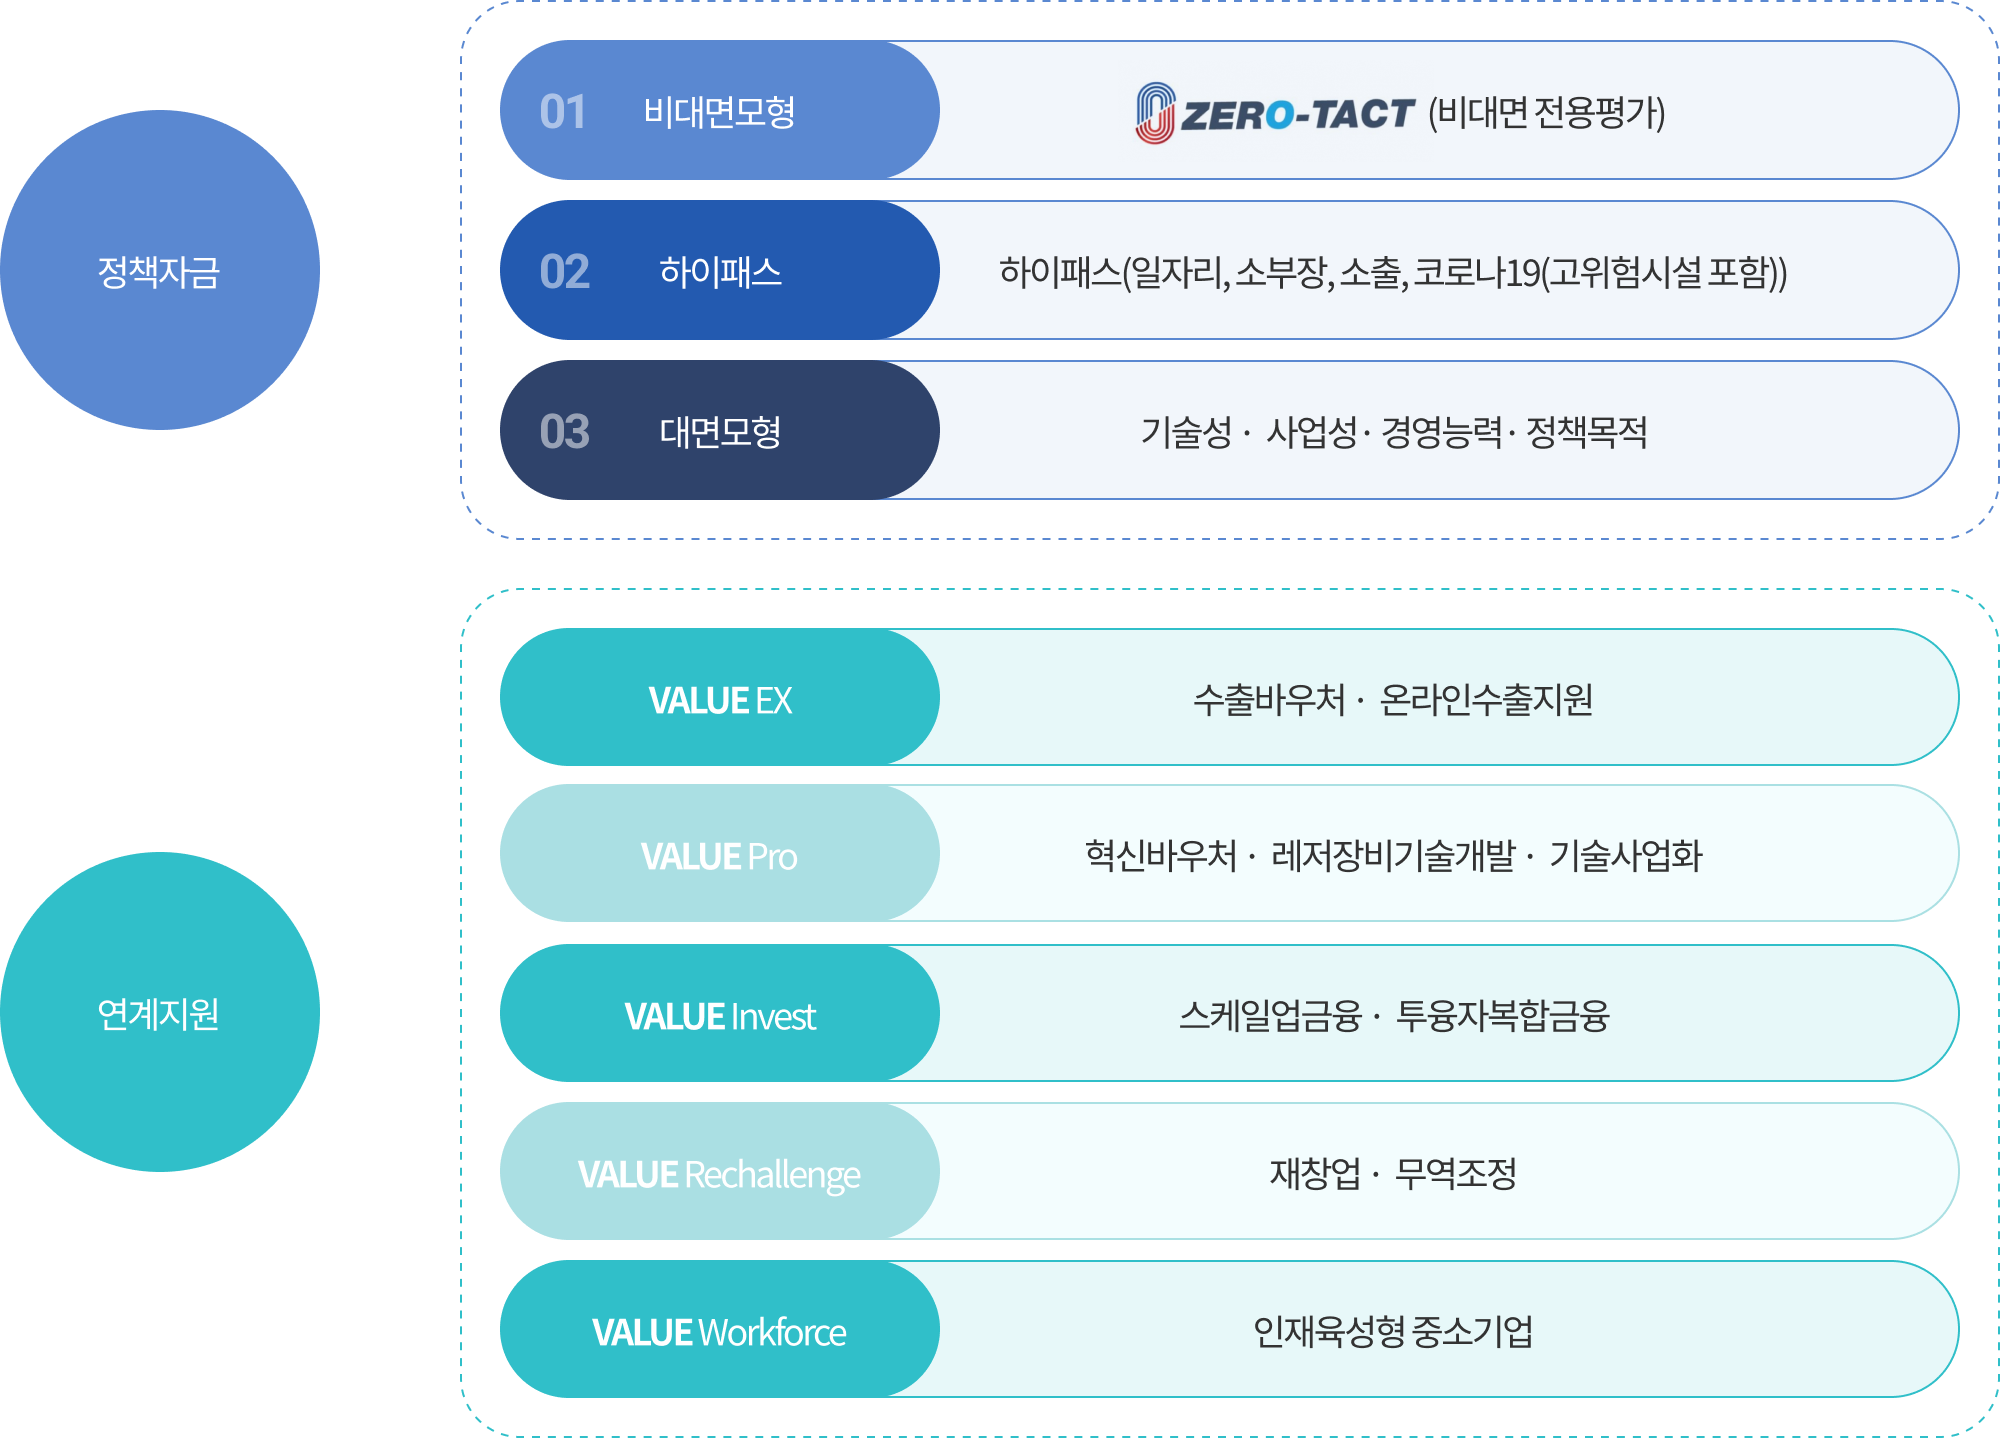 정책자금
01 비대면모형
ZERO-TACT (비대면 전용평가)
02 하이패스
하이패스(일자리, 소부장, 소출, 코로나19(고위험시설 포함))
03 대면모형
기술성 · 사업성 · 경영능력 · 정책목적
연계지원
VALUE EX
수출바우처 · 온라인수출지원
VALUE Pro
혁신바우처 · 레저장비기술개발 · 기술사업화
VALUE Invest
스케일업금융 · 투융자복합금융
VALUE Rechallenge
재창업 · 무역조정
VALUE Workforce
인재육성형 중소기업